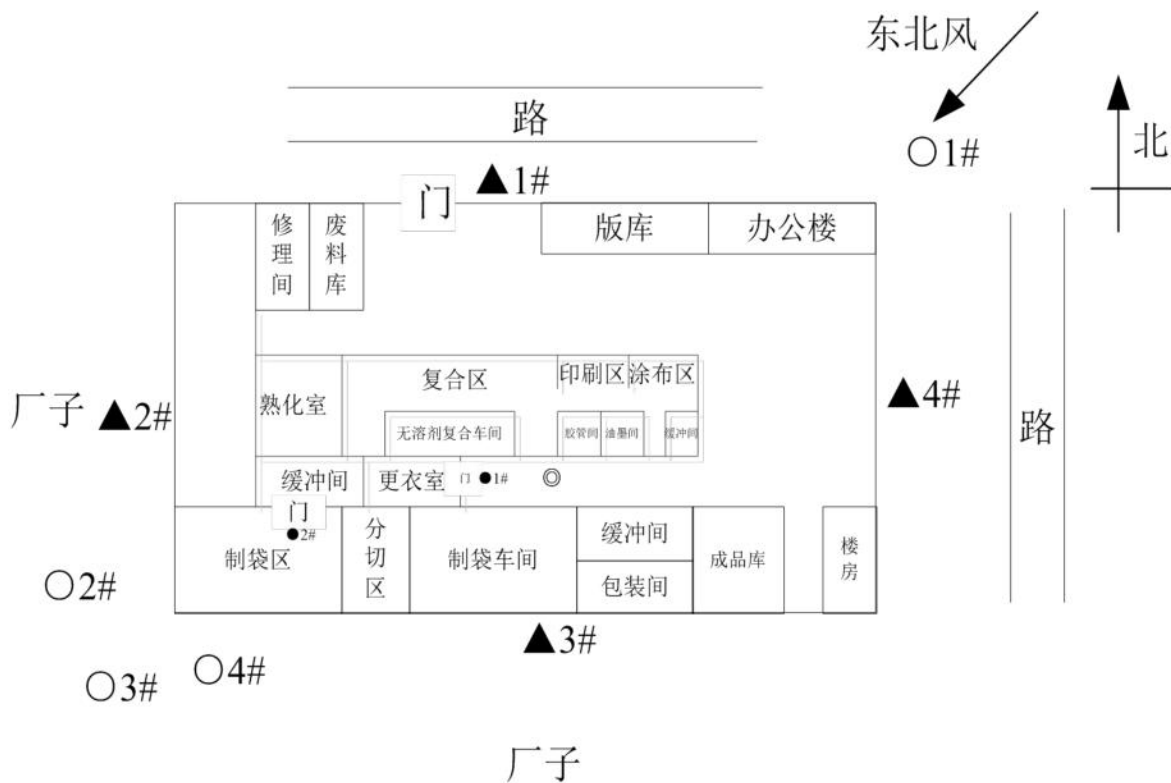 东北风
路
○1#
北
▲1#
门
修理间
废料库
版库
办公楼
复合区
印刷区
涂布区
熟化室
厂子
▲2#
▲4#
路
无溶剂复合车间
胶管间
油墨间
缓冲间
缓冲间
更衣室
门
●1#
◎
门
●2#
制袋区
分切区
制袋车间
缓冲间
包装间
成品库
楼房
○2#
▲3#
○4#
○3#
厂子